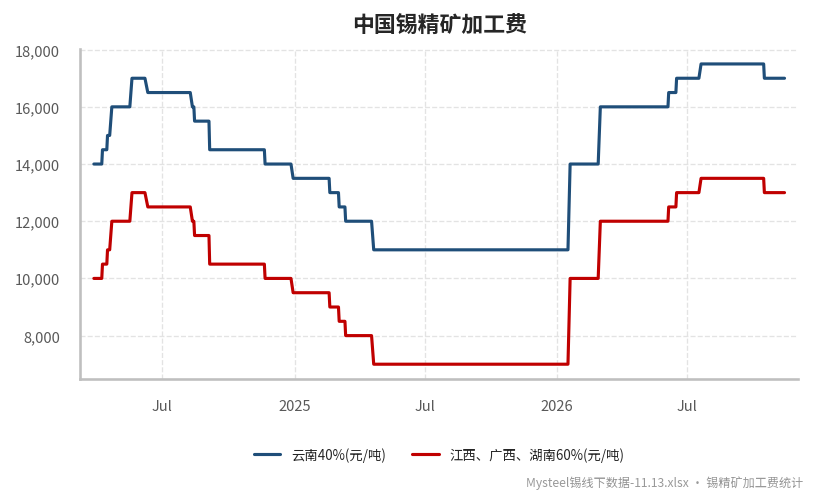 中国锡精矿加工费
18,000
16,000
14,000
12,000
10,000
8,000
Jul 2025 Jul 2026 Jul
云南40%(元/吨) 江西、广西、湖南60%(元/吨)
Mysteel锡线下数据-11.13.xlsx • 锡精矿加工费统计